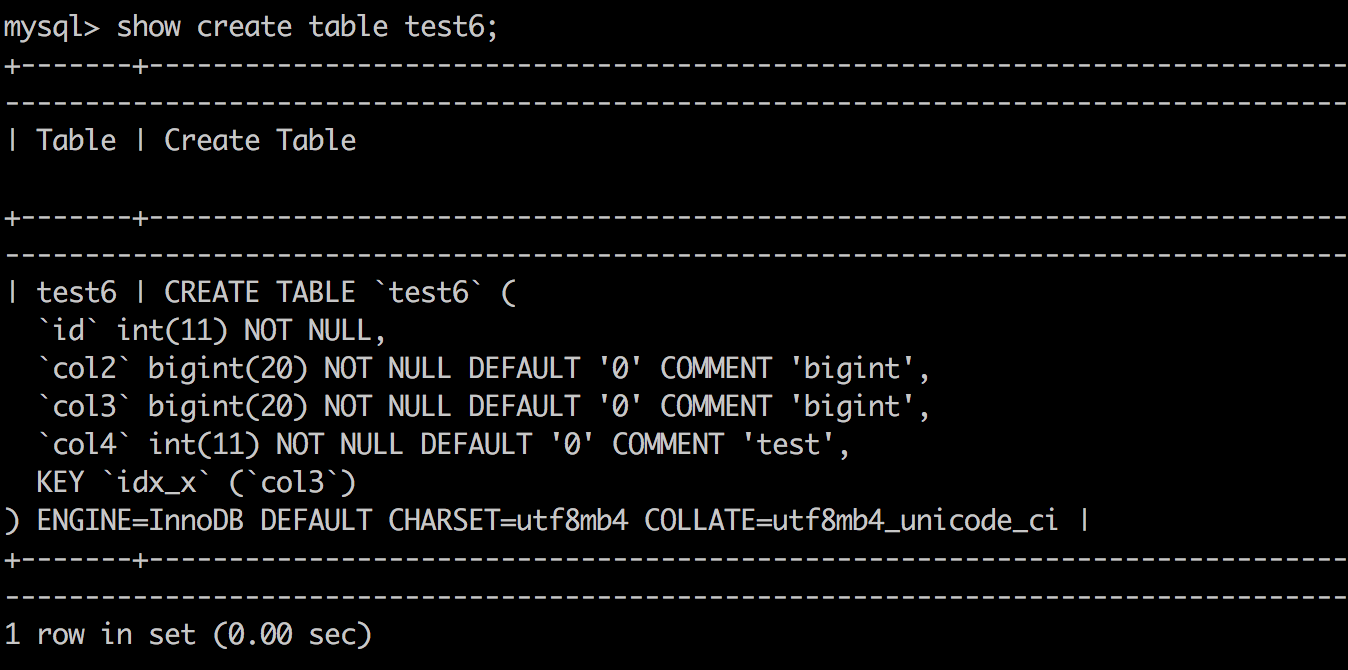 mysql> show create table test6;
+-------+---------------------------------------------------------------------------
------------------------------------------------------------------------------------
| Table | Create Table
+-------+---------------------------------------------------------------------------
------------------------------------------------------------------------------------
| test6 | CREATE TABLE `test6` (
  `id` int(11) NOT NULL,
  `col2` bigint(20) NOT NULL DEFAULT '0' COMMENT 'bigint',
  `col3` bigint(20) NOT NULL DEFAULT '0' COMMENT 'bigint',
  `col4` int(11) NOT NULL DEFAULT '0' COMMENT 'test',
  KEY `idx_x` (`col3`)
) ENGINE=InnoDB DEFAULT CHARSET=utf8mb4 COLLATE=utf8mb4_unicode_ci |
+-------+---------------------------------------------------------------------------
------------------------------------------------------------------------------------
1 row in set (0.00 sec)